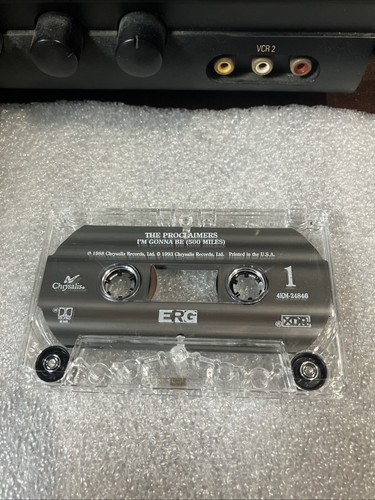 VCR 2
THE PROCLAIMERS
I'M GONNA BE (500 MILES)
℗ 1988 Chrysalis Records, Ltd. © 1993 Chrysalis Records, Ltd. Printed in the U.S.A.
Chrysalis®
1
4KM-24846
ERG
XDR